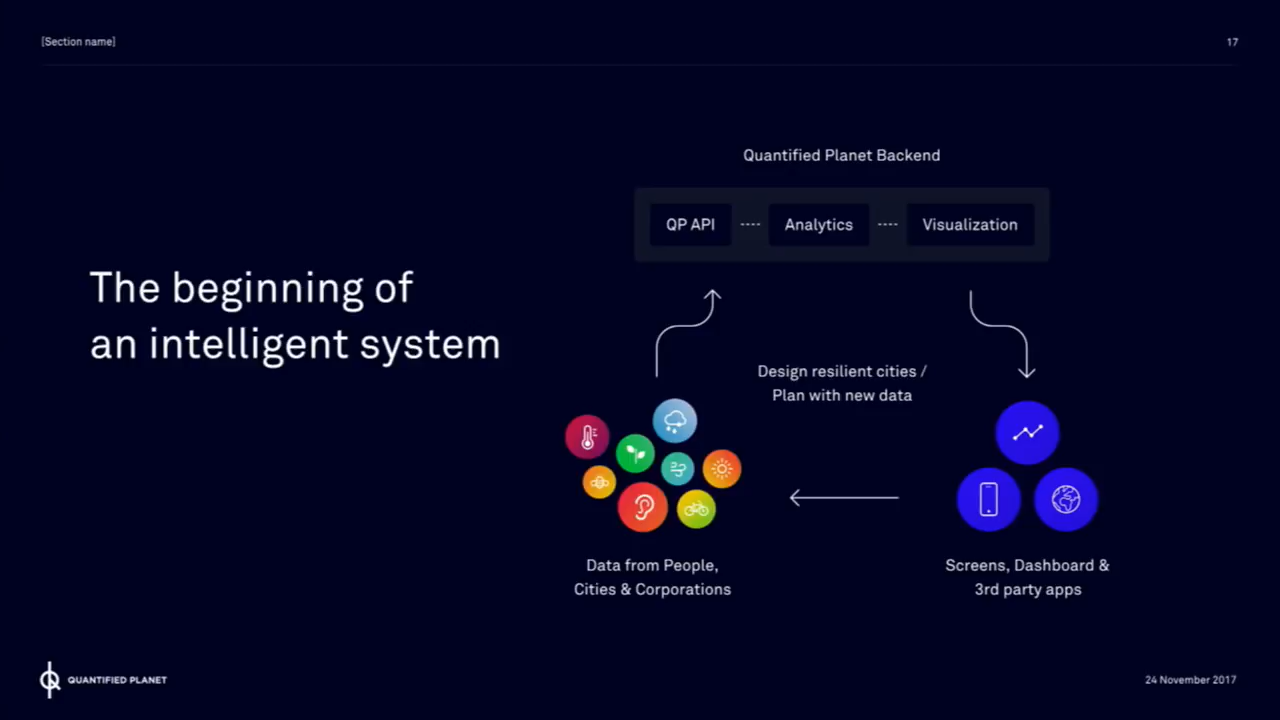 [Section name]
17
Quantified Planet Backend
QP API
Analytics
Visualization
The beginning of
an intelligent system
Design resilient cities /
Plan with new data
Data from People,
Cities & Corporations
Screens, Dashboard &
3rd party apps
QUANTIFIED PLANET
24 November 2017